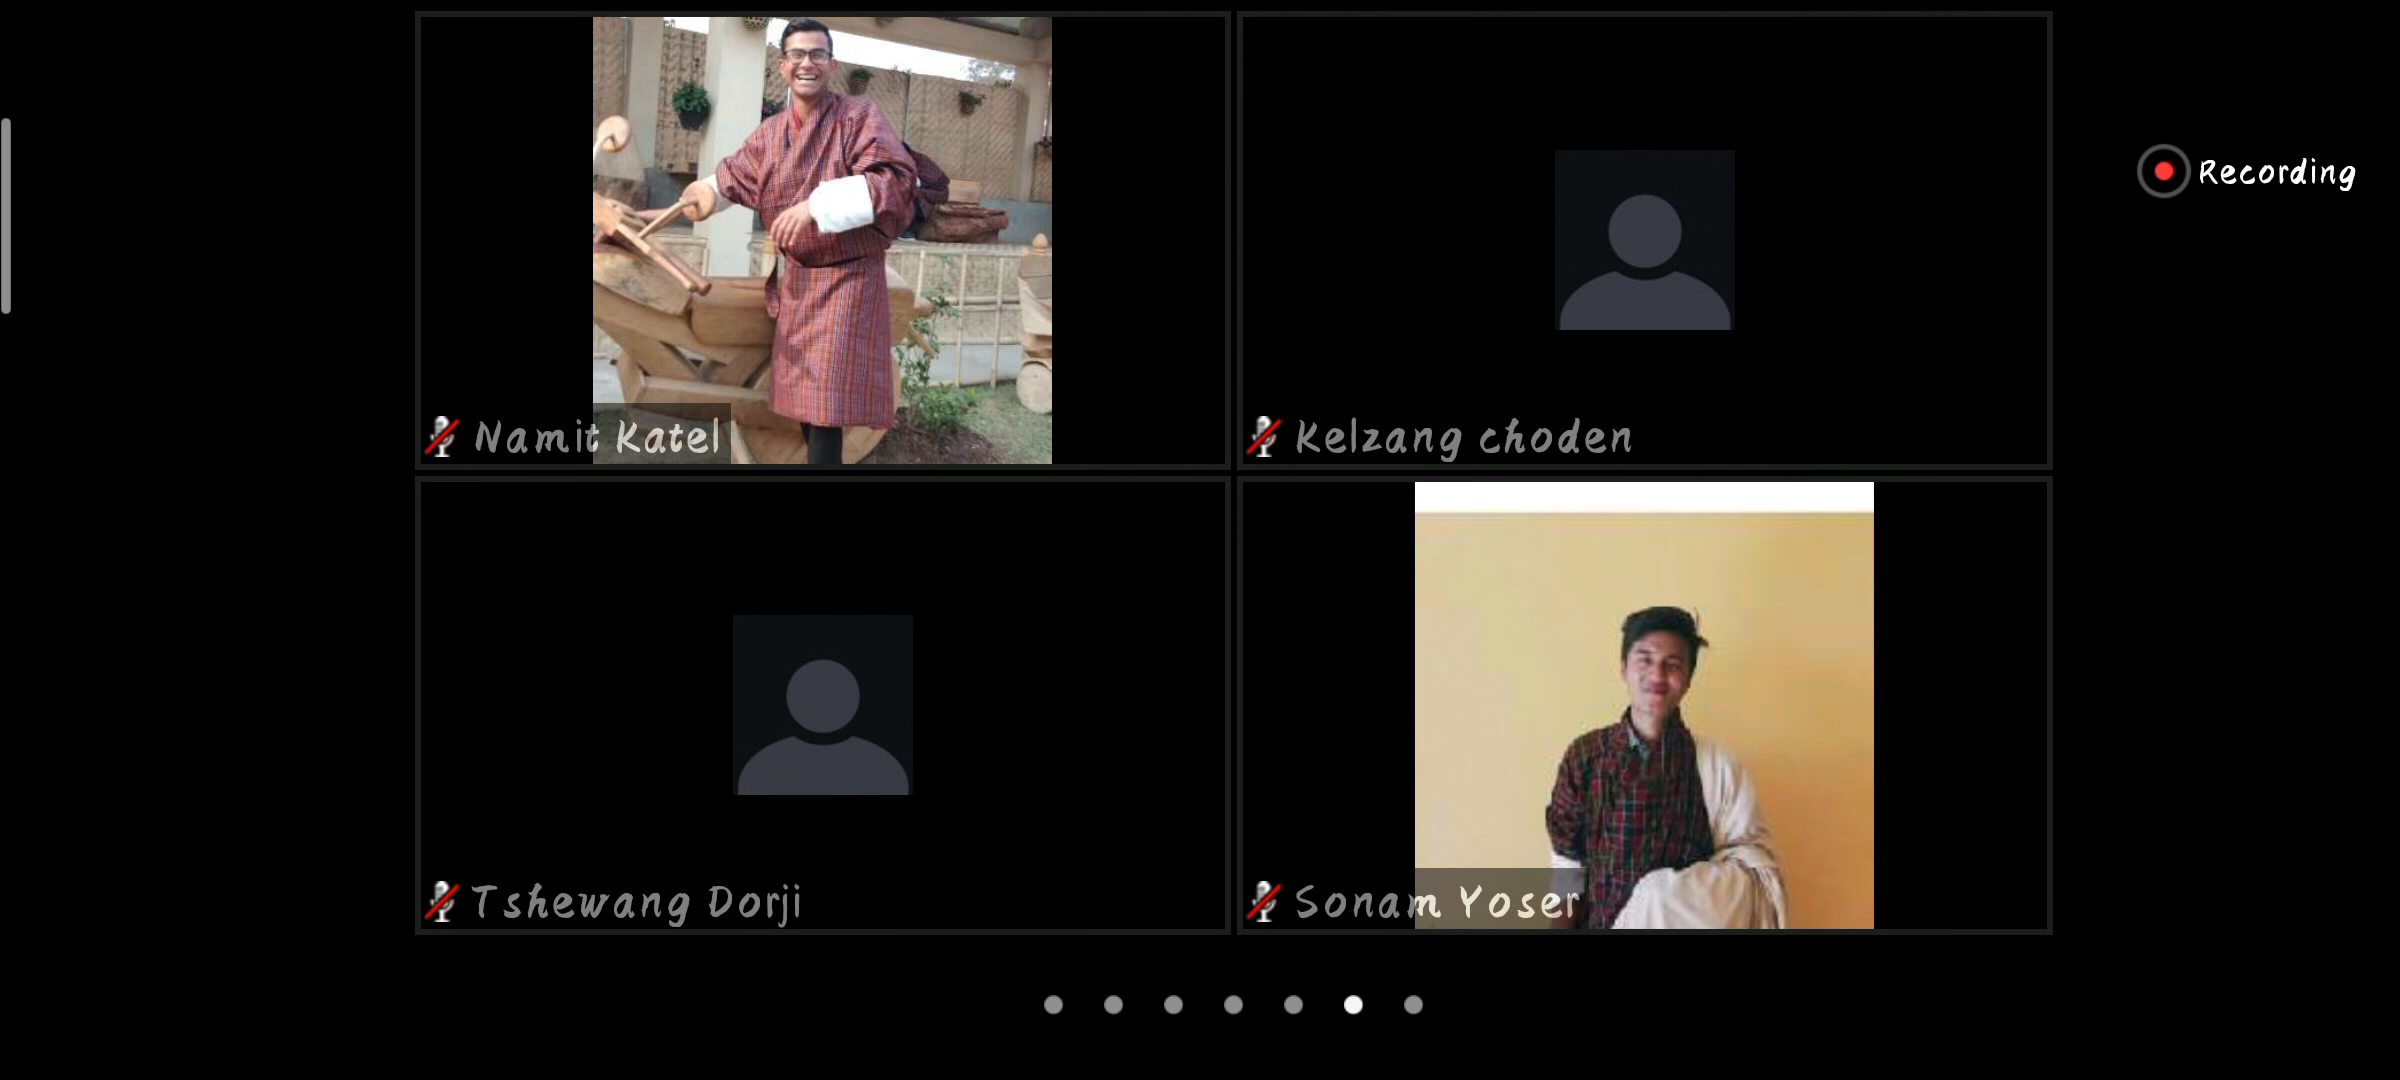 Namit Katel
Kelzang choden
Recording
Tshewang Dorji
Sonam Yoser